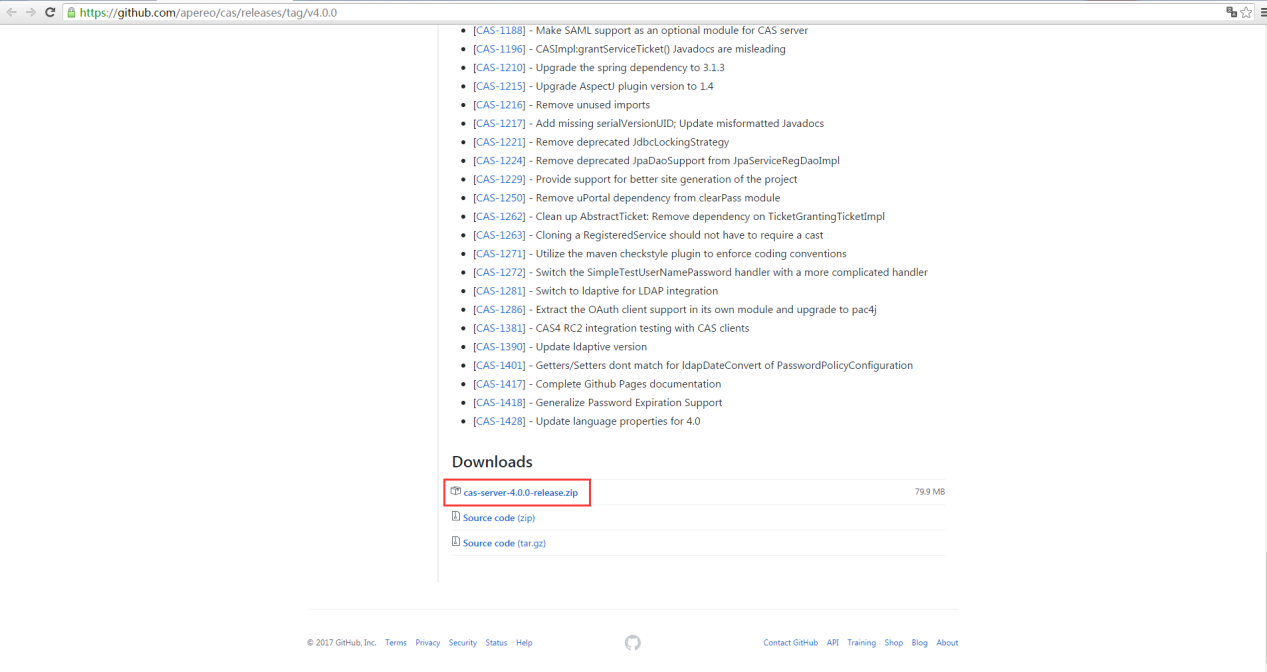 https://github.com/apereo/cas/releases/tag/v4.0.0
[CAS-1188] - Make SAML support as an optional module for CAS server
[CAS-1196] - CASImpl:grantServiceTicket() Javadocs are misleading
[CAS-1210] - Upgrade the spring dependency to 3.1.3
[CAS-1215] - Upgrade AspectJ plugin version to 1.4
[CAS-1216] - Remove unused imports
[CAS-1217] - Add missing serialVersionUID; Update misformatted Javadocs
[CAS-1221] - Remove deprecated JdbcLockingStrategy
[CAS-1224] - Remove deprecated JpaDaoSupport from JpaServiceRegDaoImpl
[CAS-1229] - Provide support for better site generation of the project
[CAS-1250] - Remove uPortal dependency from clearPass module
[CAS-1262] - Clean up AbstractTicket: Remove dependency on TicketGrantingTicketImpl
[CAS-1263] - Cloning a RegisteredService should not have to require a cast
[CAS-1271] - Utilize the maven checkstyle plugin to enforce coding conventions
[CAS-1272] - Switch the SimpleTestUserNamePassword handler with a more complicated handler
[CAS-1281] - Switch to ldaptive for LDAP integration
[CAS-1286] - Extract the OAuth client support in its own module and upgrade to pac4j
[CAS-1381] - CAS4 RC2 integration testing with CAS clients
[CAS-1390] - Update ldaptive version
[CAS-1401] - Getters/Setters dont match for ldapDateConvert of PasswordPolicyConfiguration
[CAS-1417] - Complete Github Pages documentation
[CAS-1418] - Generalize Password Expiration Support
[CAS-1428] - Update language properties for 4.0
Downloads
cas-server-4.0.0-release.zip 79.9 MB
Source code (zip)
Source code (tar.gz)
© 2017 GitHub, Inc. Terms Privacy Security Status Help Contact GitHub API Training Shop Blog About